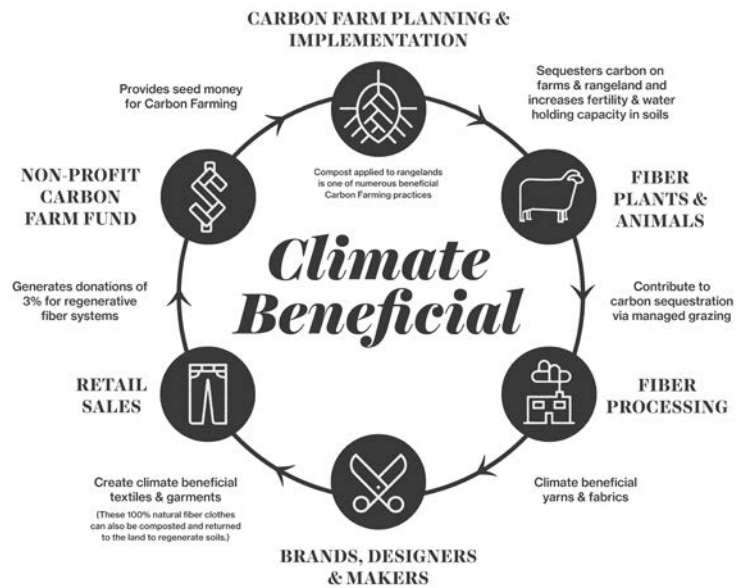 CARBON FARM PLANNING &
IMPLEMENTATION
Provides seed money
for Carbon Farming
Sequesters carbon on
farms & rangeland and
increases fertility & water
holding capacity in soils
Compost applied to rangelands
is one of numerous beneficial
Carbon Farming practices
NON-PROFIT
CARBON
FARM FUND
FIBER
PLANTS &
ANIMALS
Climate
Beneficial
Generates donations of
3% for regenerative
fiber systems
Contribute to
carbon sequestration
via managed grazing
RETAIL
SALES
FIBER
PROCESSING
Create climate beneficial
textiles & garments
(These 100% natural fiber clothes
can also be composted and returned
to the land to regenerate soils.)
Climate beneficial
yarns & fabrics
BRANDS, DESIGNERS
& MAKERS